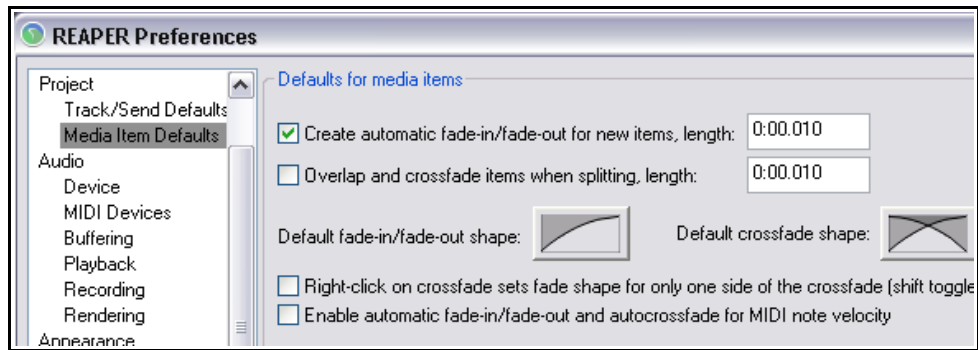 REAPER Preferences
Project
Track/Send Defaults
Media Item Defaults
Audio
Device
MIDI Devices
Buffering
Playback
Recording
Rendering
Appearance
Defaults for media items
Create automatic fade-in/fade-out for new items, length: 0:00.010
Overlap and crossfade items when splitting, length: 0:00.010
Default fade-in/fade-out shape: Default crossfade shape:
Right-click on crossfade sets fade shape for only one side of the crossfade (shift toggle
Enable automatic fade-in/fade-out and autocrossfade for MIDI note velocity